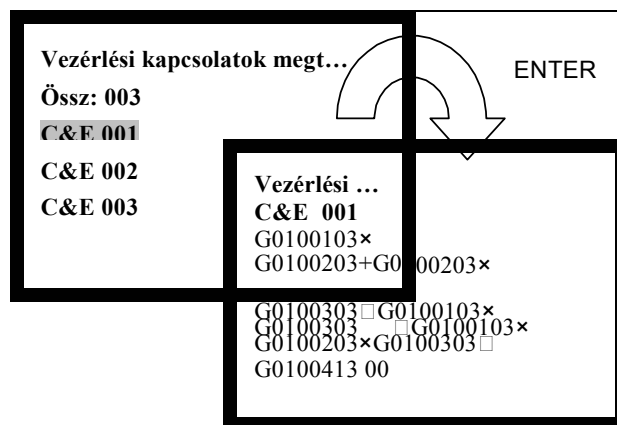 Vezérlési kapcsolatok megt…
Össz: 003
C&E 001
C&E 002
C&E 003
ENTER
Vezérlési …
C&E 001
G0100103×
G0100203+G0100203×
G0100303□G0100103×
G0100303 □G0100103×
G0100203×G0100303□
G0100413 00